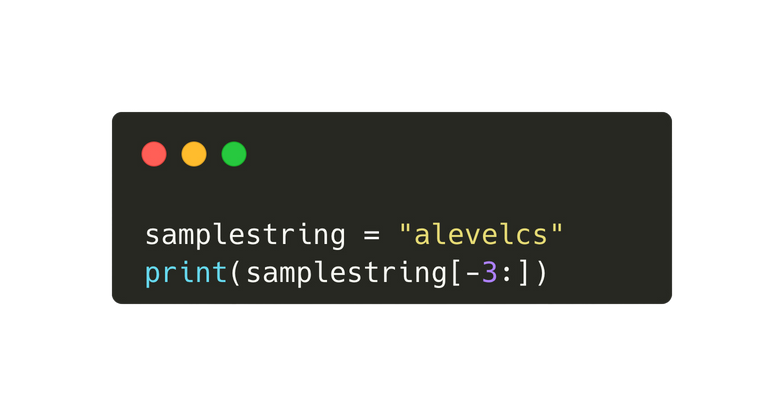 samplestring = "alevelcs"
print(samplestring[-3:])